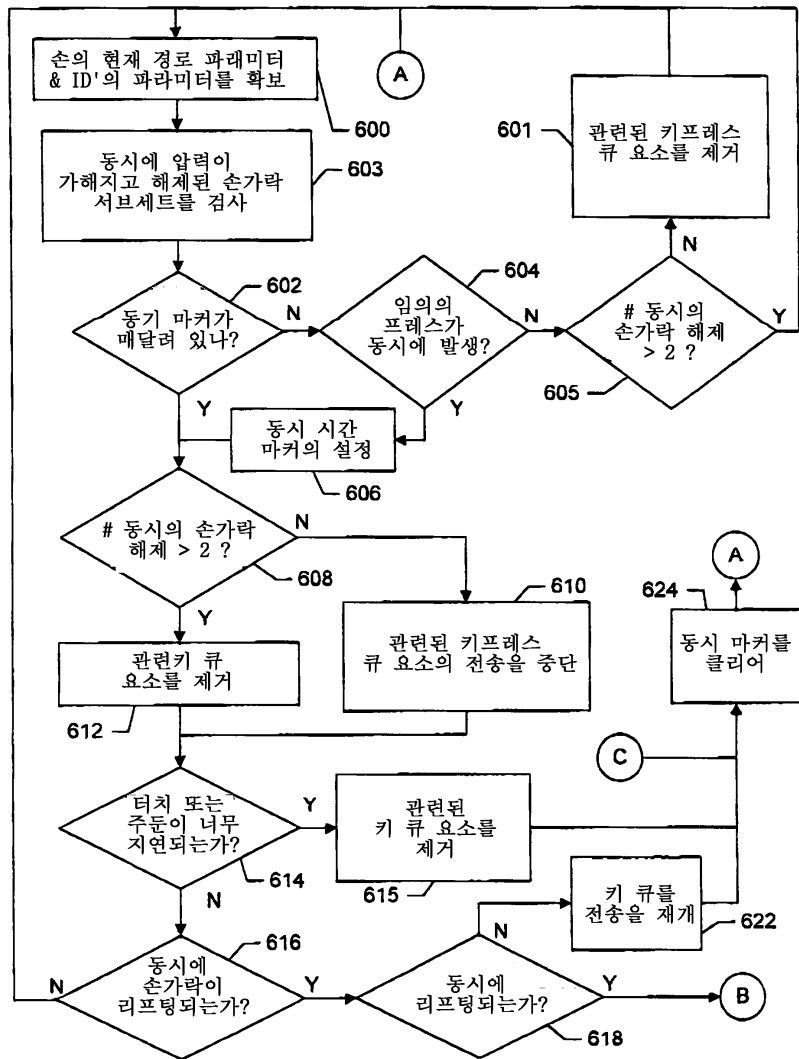 손의 현재 경로 파래미터
& ID'의 파라미터를 확보
600
A
동시에 압력이
가해지고 해제된 손가락
서브세트를 검사
603
601
관련된 키프레스
큐 요소를 제거
N
602
동기 마커가
매달려 있나?
N
Y
604
임의의
프레스가
동시에 발생?
N
Y
# 동시의
손가락 해제
> 2 ?
Y
605
동시 시간
마커의 설정
606
# 동시의 손가락
해제 > 2 ?
N
608
Y
610
관련된 키프레스
큐 요소의 전송을 중단
A
624
동시 마커를
클리어
관련키 큐
요소를 제거
612
C
터치 또는
주둔이 너무
지연되는가?
Y
614
N
관련된
키 큐 요소를
제거
615
키 큐를
전송을 재개
622
N
616
동시에
손가락이
리프팅되는가?
N
Y
동시에
리프팅되는가?
Y
618
B